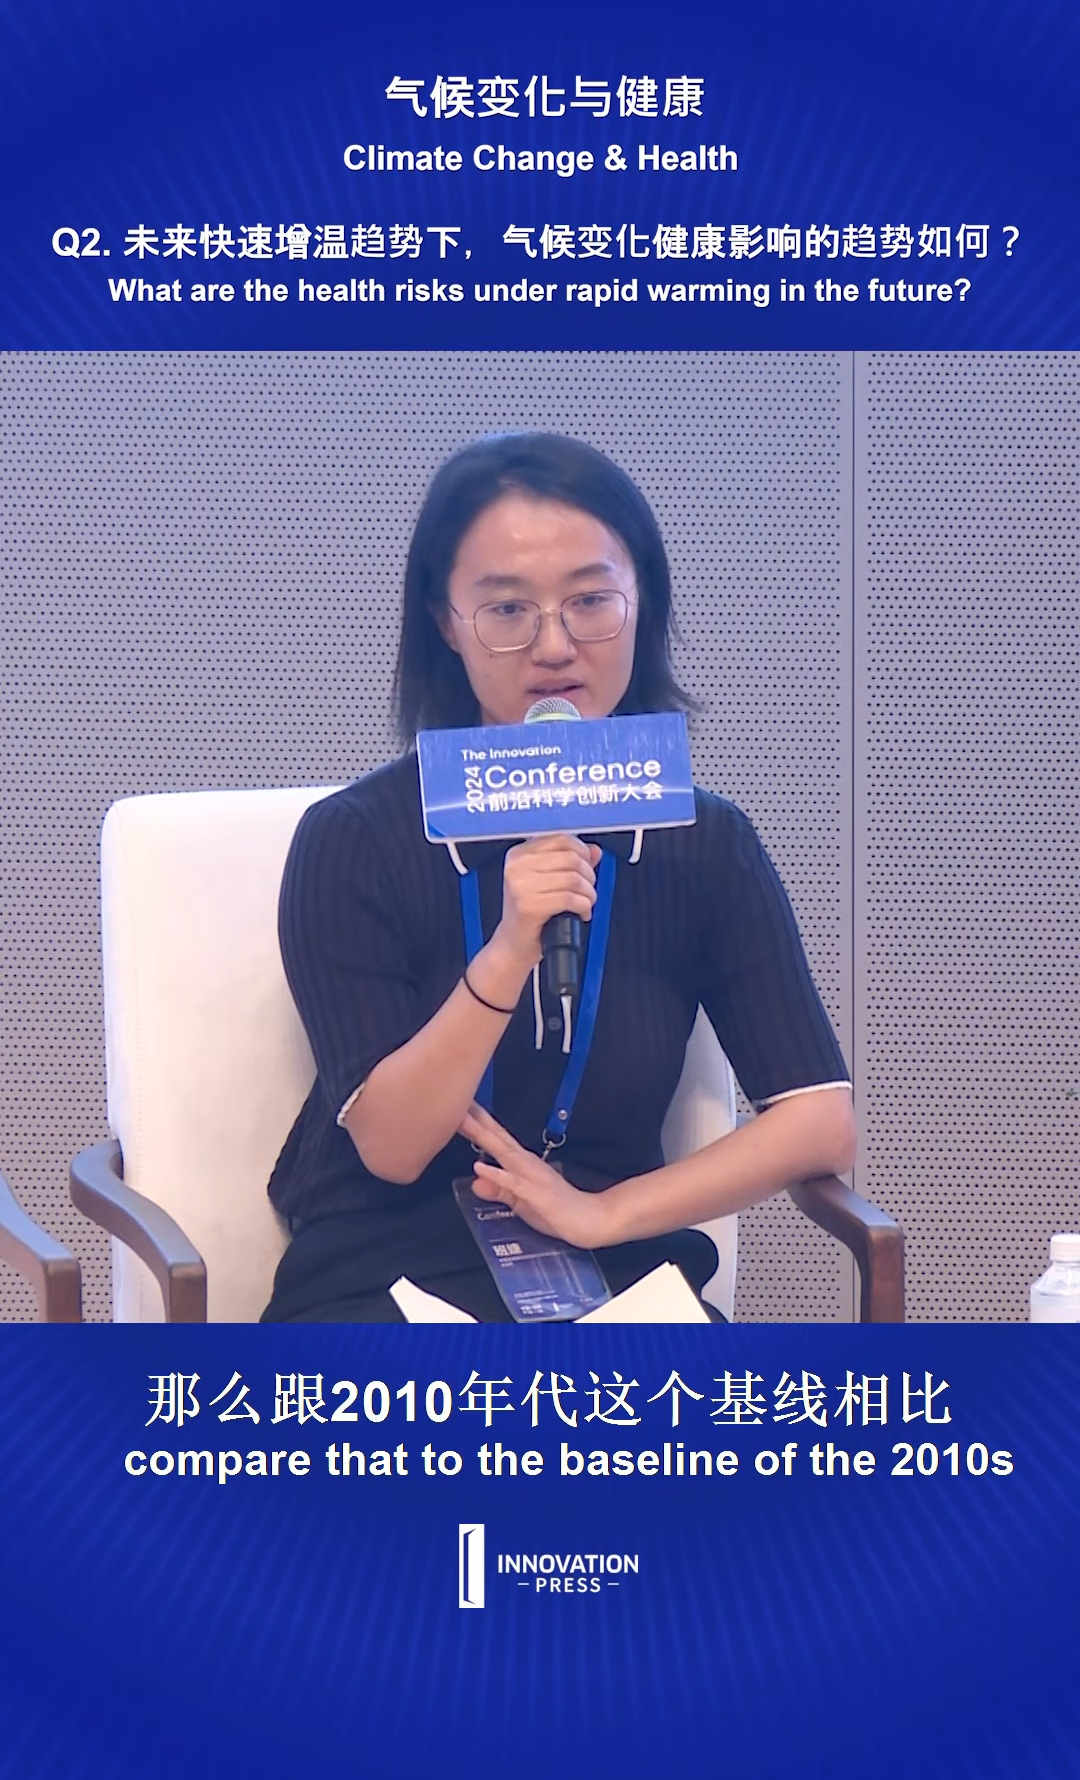 气候变化与健康
Climate Change & Health
Q2. 未来快速增温趋势下，气候变化健康影响的趋势如何？
What are the health risks under rapid warming in the future?
The Innovation
2024
Conference
前沿科学创新大会
那么跟2010年代这个基线相比
compare that to the baseline of the 2010s
INNOVATION
PRESS